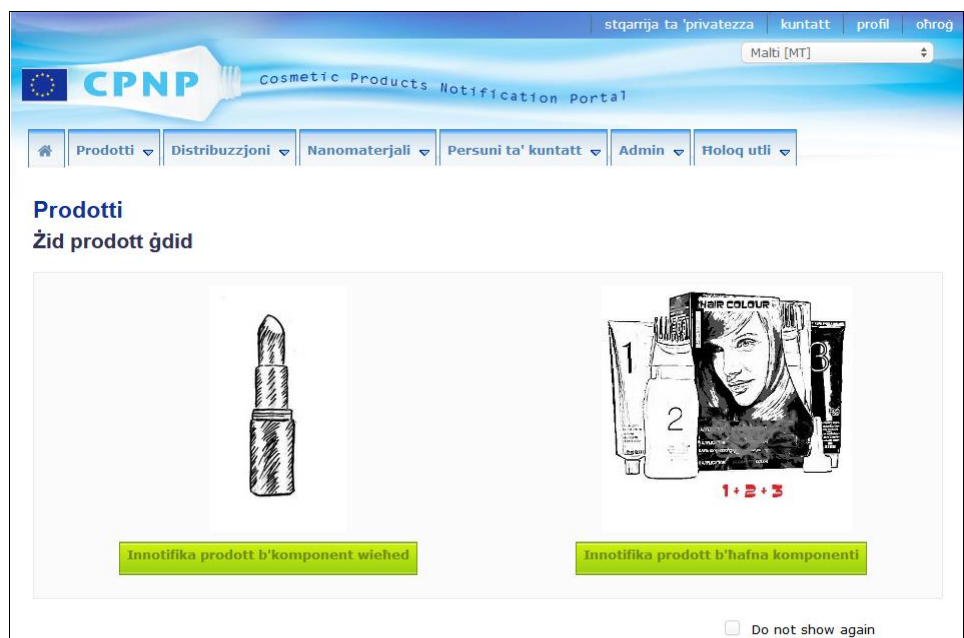 stqarrija ta 'privatezza kuntatt profil oħroġ
Malti [MT]
CPNP Cosmetic Products Notification Portal
Prodotti Distribuzzjoni Nanomaterjali Persuni ta' kuntatt Admin Ħoloq utli
Prodotti
Żid prodott ġdid
HAIR COLOUR
1 2 3
1 + 2 + 3
Innotifika prodott b'komponent wieħed Innotifika prodott b'ħafna komponenti
Do not show again